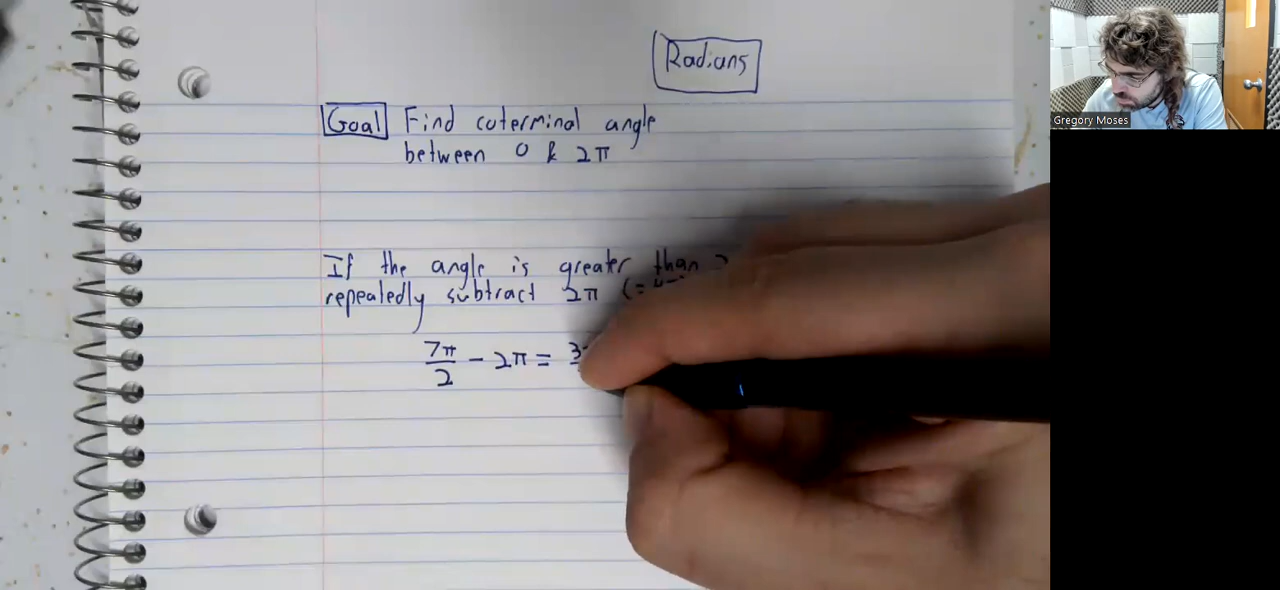 Radians
Goal Find coterminal angle
between 0 & 2π
If the angle is greater than
repeatedly subtract 2π (=
7π/2 - 2π = 3
Gregory Moses